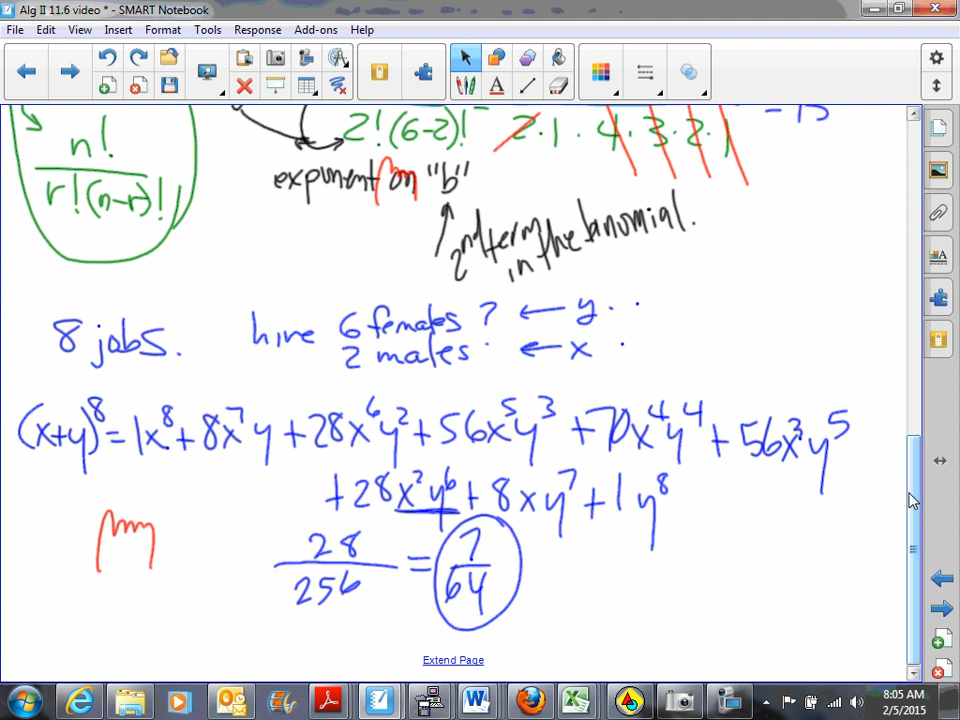 Alg II 11.6 video * - SMART Notebook
File Edit View Insert Format Tools Response Add-ons Help
n!
r!(n-r)!
2!(6-2)! 2·1·4·3·2·1
= 15
exponent on "b"
2nd term in the binomial.
8 jobs. hire 6 females ? ← y
2 males ← x
(x+y)^8 = 1x^8 + 8x^7y + 28x^6y^2 + 56x^5y^3 + 70x^4y^4 + 56x^3y^5
+ 28x^2y^6 + 8xy^7 + 1y^8
28
256
=
7
64
Extend Page
8:05 AM
2/5/2015